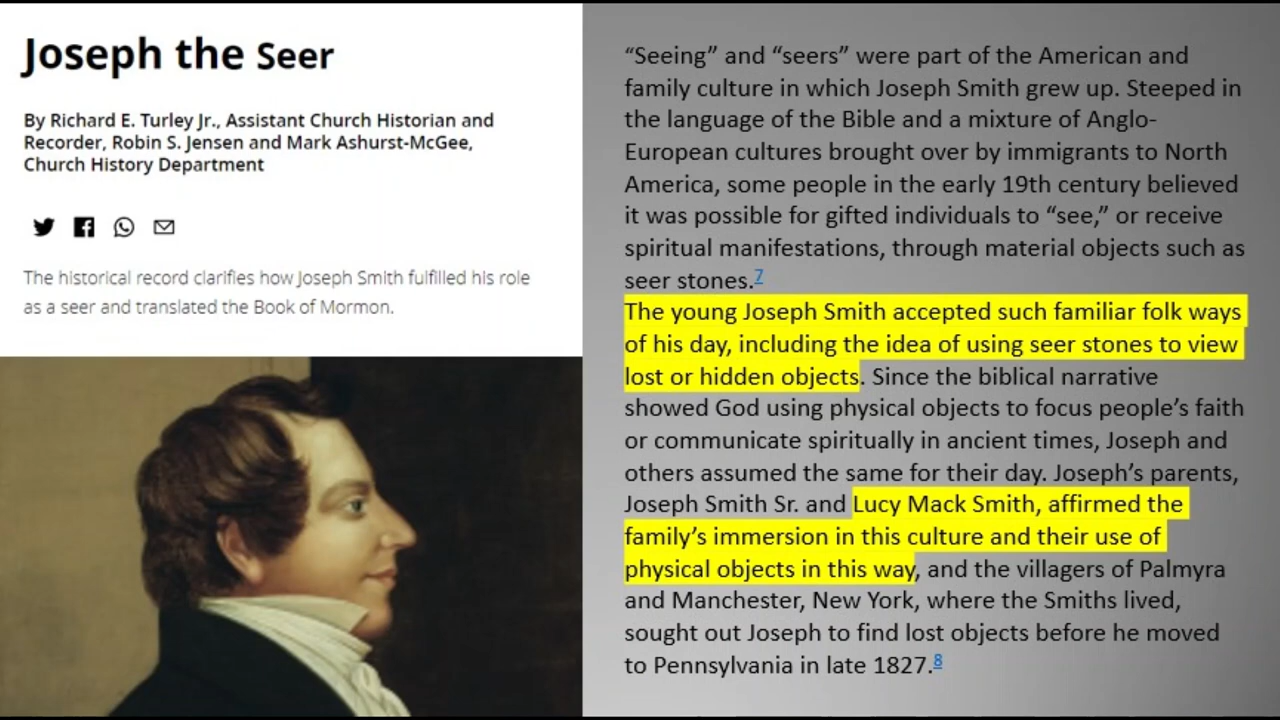 Joseph the Seer
By Richard E. Turley Jr., Assistant Church Historian and
Recorder, Robin S. Jensen and Mark Ashurst-McGee,
Church History Department
The historical record clarifies how Joseph Smith fulfilled his role
as a seer and translated the Book of Mormon.
“Seeing” and “seers” were part of the American and
family culture in which Joseph Smith grew up. Steeped in
the language of the Bible and a mixture of Anglo-
European cultures brought over by immigrants to North
America, some people in the early 19th century believed
it was possible for gifted individuals to “see,” or receive
spiritual manifestations, through material objects such as
seer stones.7
The young Joseph Smith accepted such familiar folk ways
of his day, including the idea of using seer stones to view
lost or hidden objects. Since the biblical narrative
showed God using physical objects to focus people’s faith
or communicate spiritually in ancient times, Joseph and
others assumed the same for their day. Joseph’s parents,
Joseph Smith Sr. and Lucy Mack Smith, affirmed the
family’s immersion in this culture and their use of
physical objects in this way, and the villagers of Palmyra
and Manchester, New York, where the Smiths lived,
sought out Joseph to find lost objects before he moved
to Pennsylvania in late 1827.8